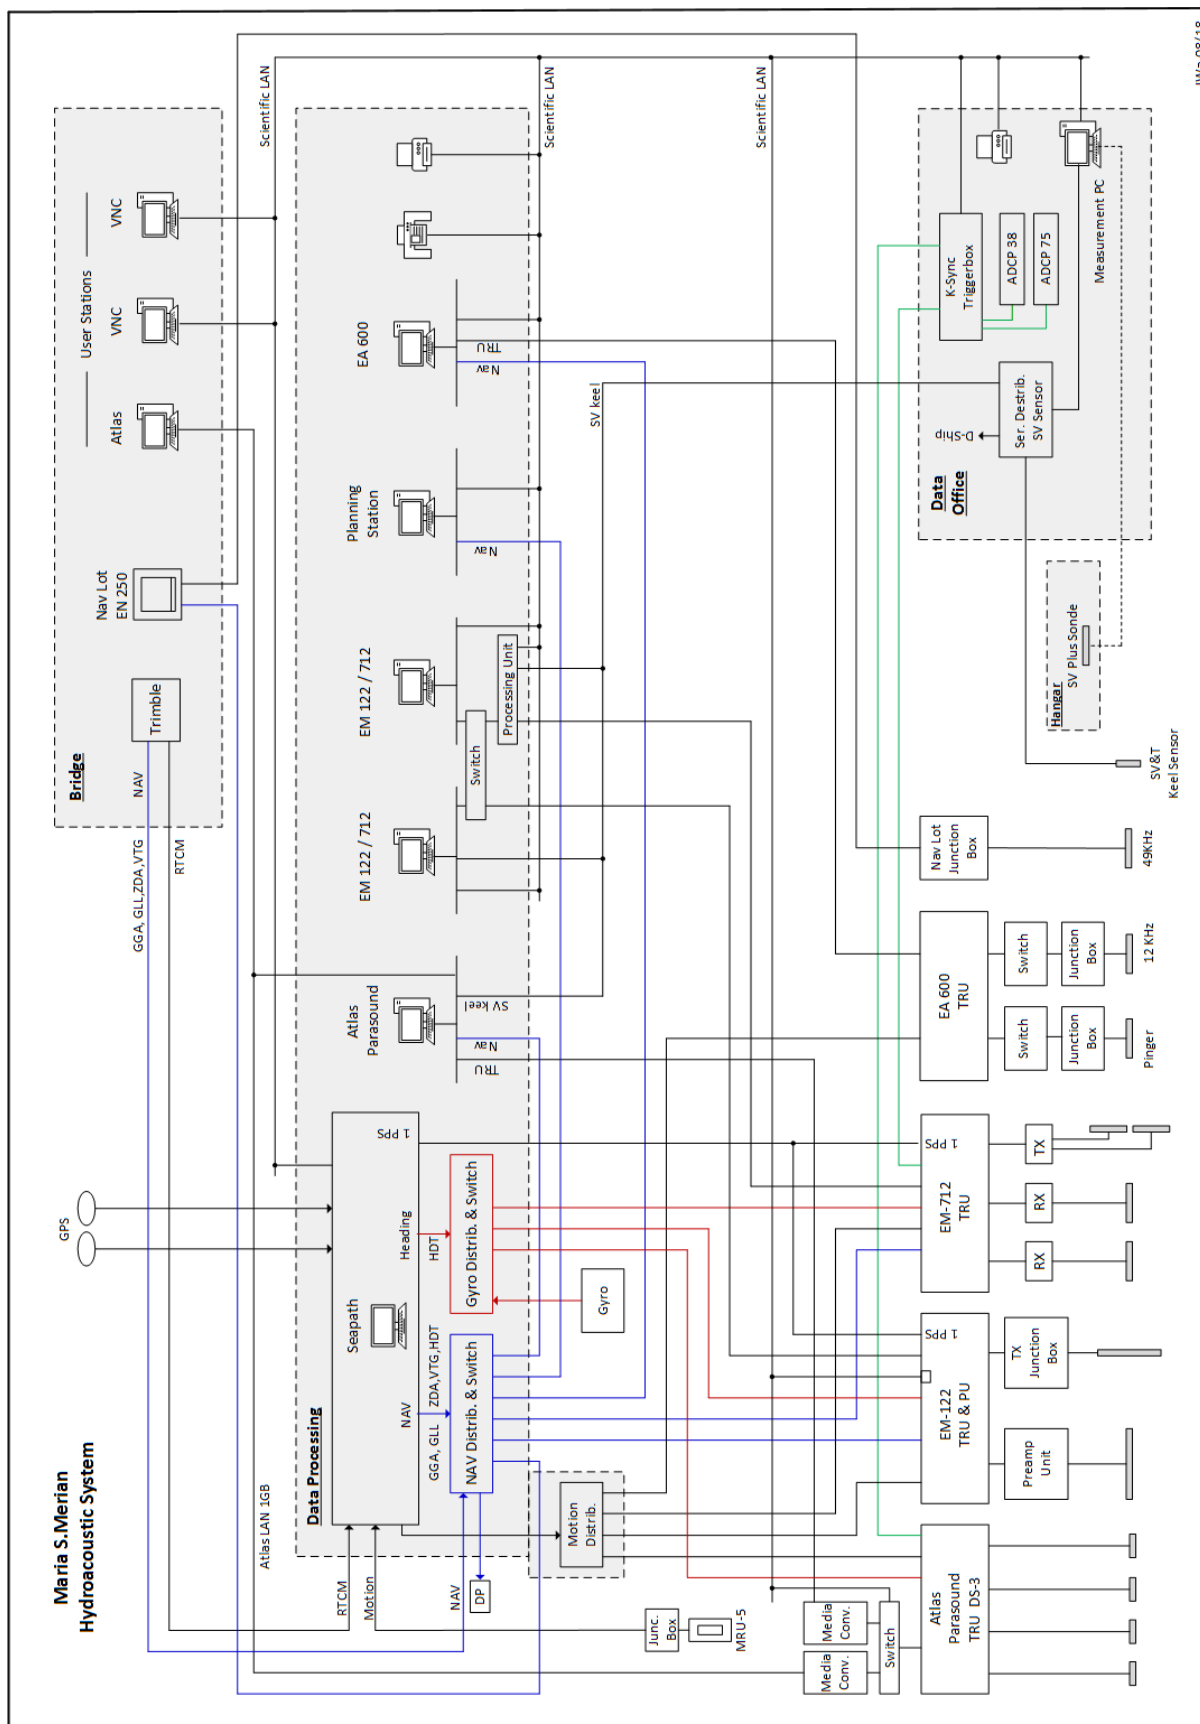 Maria S.Merian
Hydroacoustic System
GPS
Bridge
Trimble
Nav Lot
EN 250
User Stations
Atlas
VNC
VNC
NAV
GGA, GLL,ZDA,VTG
RTCM
Scientific LAN
Atlas LAN 1GB
Data Processing
Seapath
1 PPS
Heading
HDT
NAV
GGA, GLL
ZDA,VTG,HDT
NAV Distrib. & Switch
Gyro Distrib. & Switch
Gyro
RTCM
Motion
NAV
DP
Motion
Distrib.
Atlas
Parasound
TRU
Nav
SV keel
EM 122 / 712
Switch
EM 122 / 712
Processing Unit
Planning
Station
Nav
EA 600
Nav
TRU
Scientific LAN
SV keel
Scientific LAN
Junc.
Box
MRU-5
Media
Conv.
Media
Conv.
Switch
Atlas
Parasound
TRU DS-3
EM-122
TRU & PU
1 PPS
Preamp
Unit
TX
Junction
Box
EM-712
TRU
1 PPS
RX
RX
TX
EA 600
TRU
Switch
Junction
Box
Pinger
Switch
Junction
Box
12 KHz
Nav Lot
Junction
Box
49KHz
SV&T
Keel Sensor
Hangar
SV Plus Sonde
Data
Office
D-Ship
Ser. Destrib.
SV Sensor
K-Sync
Triggerbox
ADCP 38
ADCP 75
Measurement PC